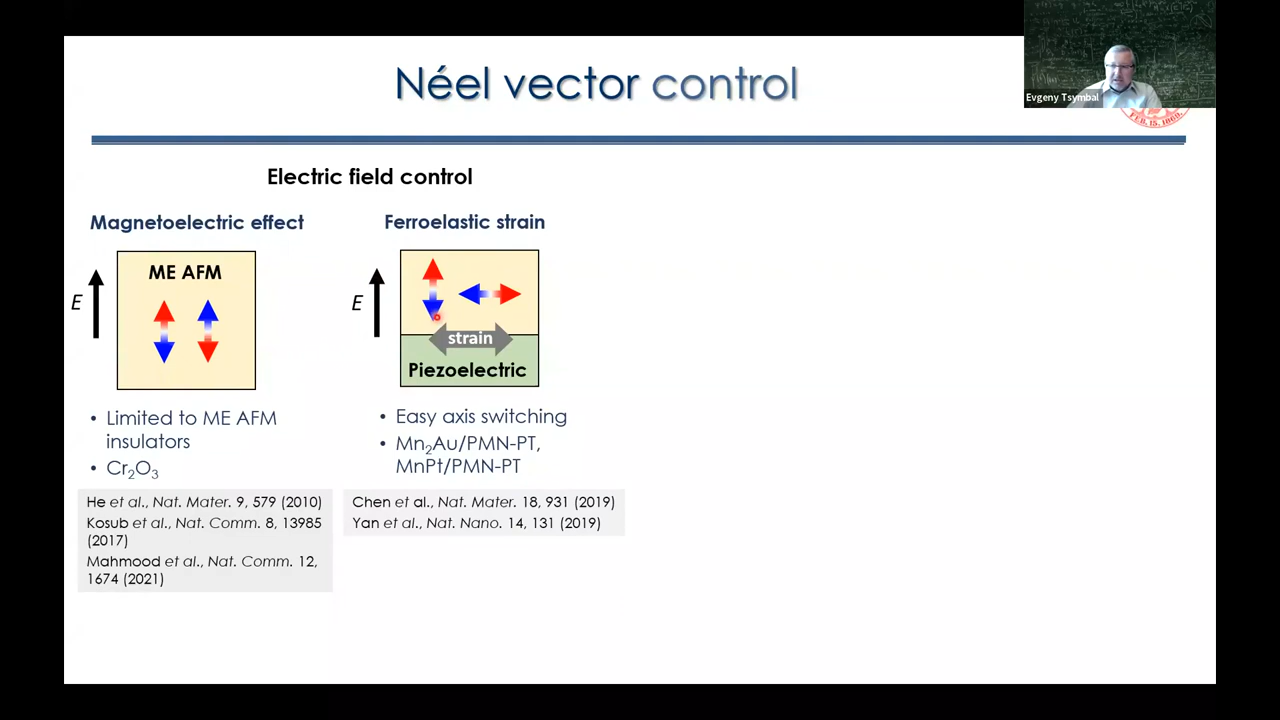 Néel vector control
Evgeny Tsymbal
FEB. 15, 1869
Electric field control
Magnetoelectric effect
ME AFM
E
• Limited to ME AFM
insulators
• Cr₂O₃
He et al., Nat. Mater. 9, 579 (2010)
Kosub et al., Nat. Comm. 8, 13985
(2017)
Mahmood et al., Nat. Comm. 12,
1674 (2021)
Ferroelastic strain
E
strain
Piezoelectric
• Easy axis switching
• Mn₂Au/PMN-PT,
MnPt/PMN-PT
Chen et al., Nat. Mater. 18, 931 (2019)
Yan et al., Nat. Nano. 14, 131 (2019)